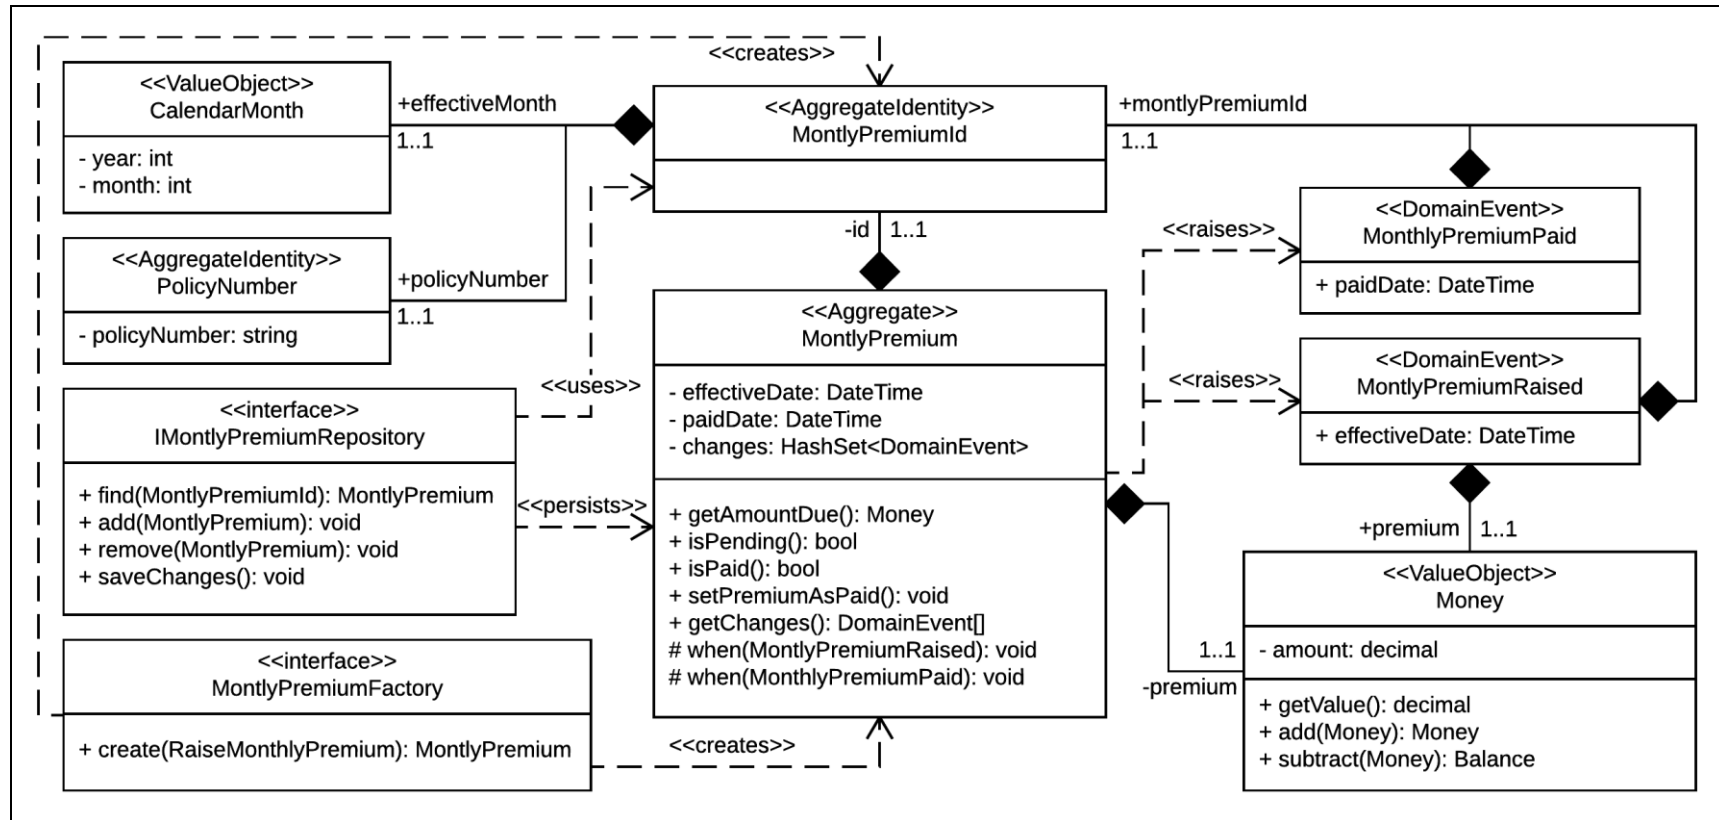 <<creates>>
<<ValueObject>>
CalendarMonth
- year: int
- month: int
+effectiveMonth
1..1
<<AggregateIdentity>>
MontlyPremiumId
+montlyPremiumId
1..1
<<AggregateIdentity>>
PolicyNumber
- policyNumber: string
+policyNumber
1..1
-id
1..1
<<raises>>
<<DomainEvent>>
MonthlyPremiumPaid
+ paidDate: DateTime
<<uses>>
<<Aggregate>>
MontlyPremium
- effectiveDate: DateTime
- paidDate: DateTime
- changes: HashSet<DomainEvent>
+ getAmountDue(): Money
+ isPending(): bool
+ isPaid(): bool
+ setPremiumAsPaid(): void
+ getChanges(): DomainEvent[]
# when(MontlyPremiumRaised): void
# when(MonthlyPremiumPaid): void
<<raises>>
<<DomainEvent>>
MontlyPremiumRaised
+ effectiveDate: DateTime
<<interface>>
IMontlyPremiumRepository
+ find(MontlyPremiumId): MontlyPremium
+ add(MontlyPremium): void
+ remove(MontlyPremium): void
+ saveChanges(): void
<<persists>>
+premium
1..1
<<ValueObject>>
Money
- amount: decimal
+ getValue(): decimal
+ add(Money): Money
+ subtract(Money): Balance
1..1
-premium
<<interface>>
MontlyPremiumFactory
+ create(RaiseMonthlyPremium): MontlyPremium
<<creates>>